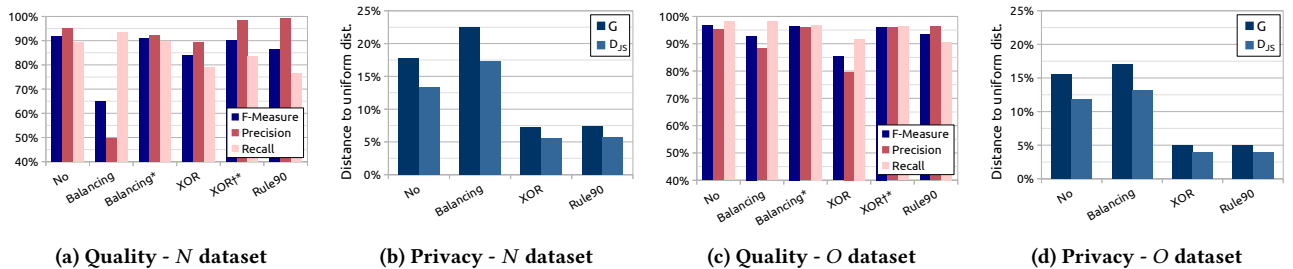 100%
90%
80%
70%
60%
50%
40%
F-Measure
Precision
Recall
No
Balancing
Balancing*
XOR
XOR†*
Rule90
(a) Quality - N dataset
Distance to uniform dist.
25%
20%
15%
10%
5%
0%
G
DJS
No
Balancing
XOR
Rule90
(b) Privacy - N dataset
100%
90%
80%
70%
60%
50%
40%
F-Measure
Precision
Recall
No
Balancing
Balancing*
XOR
XOR†*
Rule90
(c) Quality - O dataset
Distance to uniform dist.
25%
20%
15%
10%
5%
0%
G
DJS
No
Balancing
XOR
Rule90
(d) Privacy - O dataset